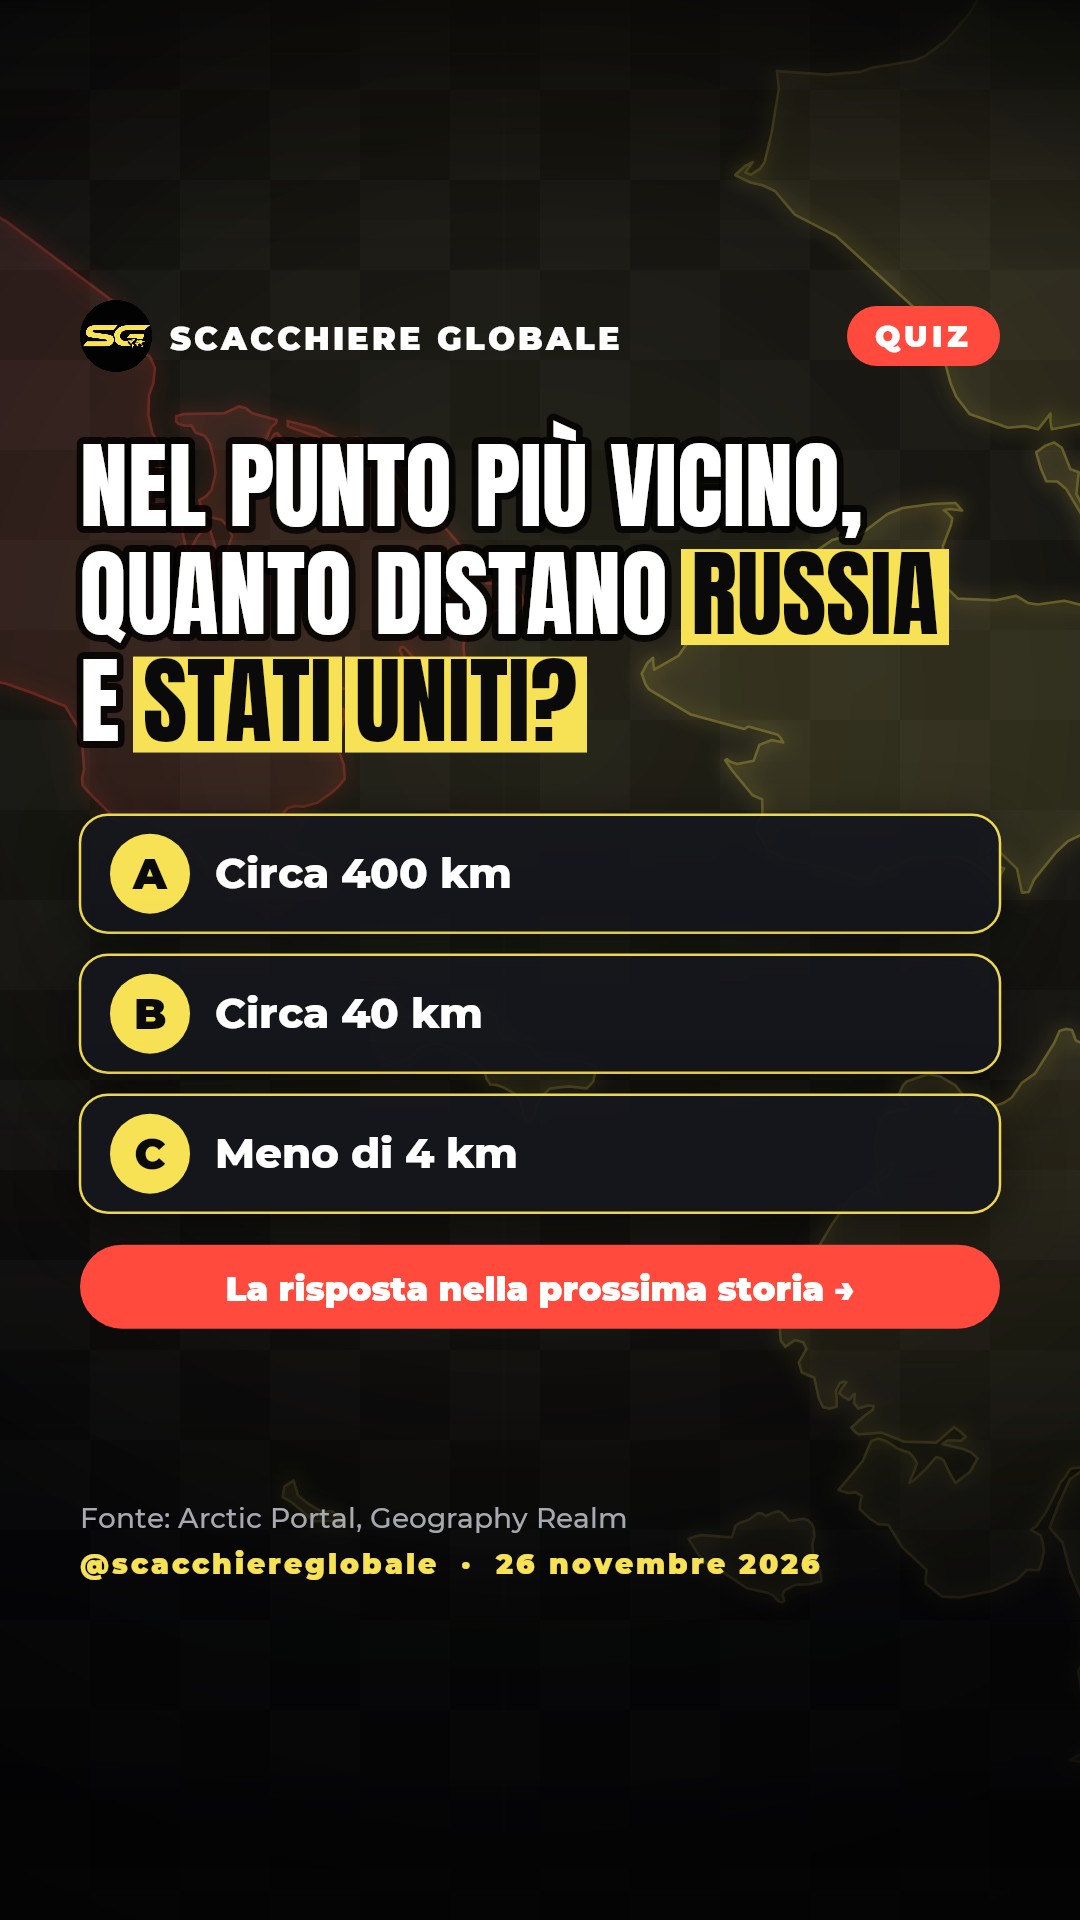 SG
SCACCHIERE GLOBALE
QUIZ
NEL PUNTO PIÙ VICINO,
QUANTO DISTANO RUSSIA
E STATI UNITI?
A Circa 400 km
B Circa 40 km
C Meno di 4 km
La risposta nella prossima storia →
Fonte: Arctic Portal, Geography Realm
@scacchiereglobale · 26 novembre 2026